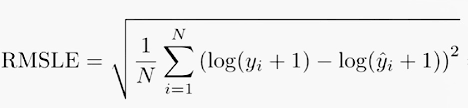 RMSLE = \sqrt{\frac{1}{N} \sum_{i=1}^{N} (\log(y_i + 1) - \log(\hat{y}_i + 1))^2}